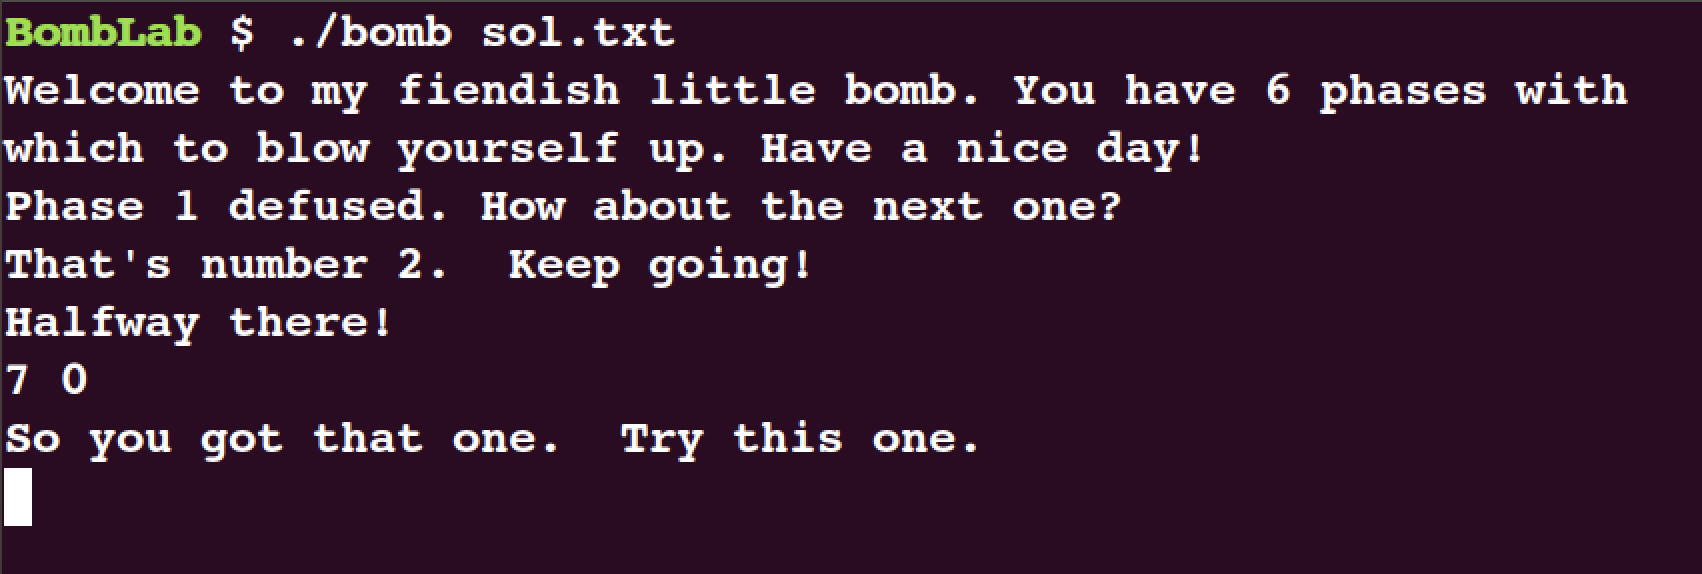 BombLab $ ./bomb sol.txt
Welcome to my fiendish little bomb. You have 6 phases with
which to blow yourself up. Have a nice day!
Phase 1 defused. How about the next one?
That's number 2.  Keep going!
Halfway there!
7 0
So you got that one.  Try this one.